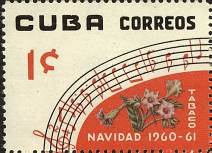 CUBA CORREOS
1¢
TABACO
NAVIDAD 1960-61